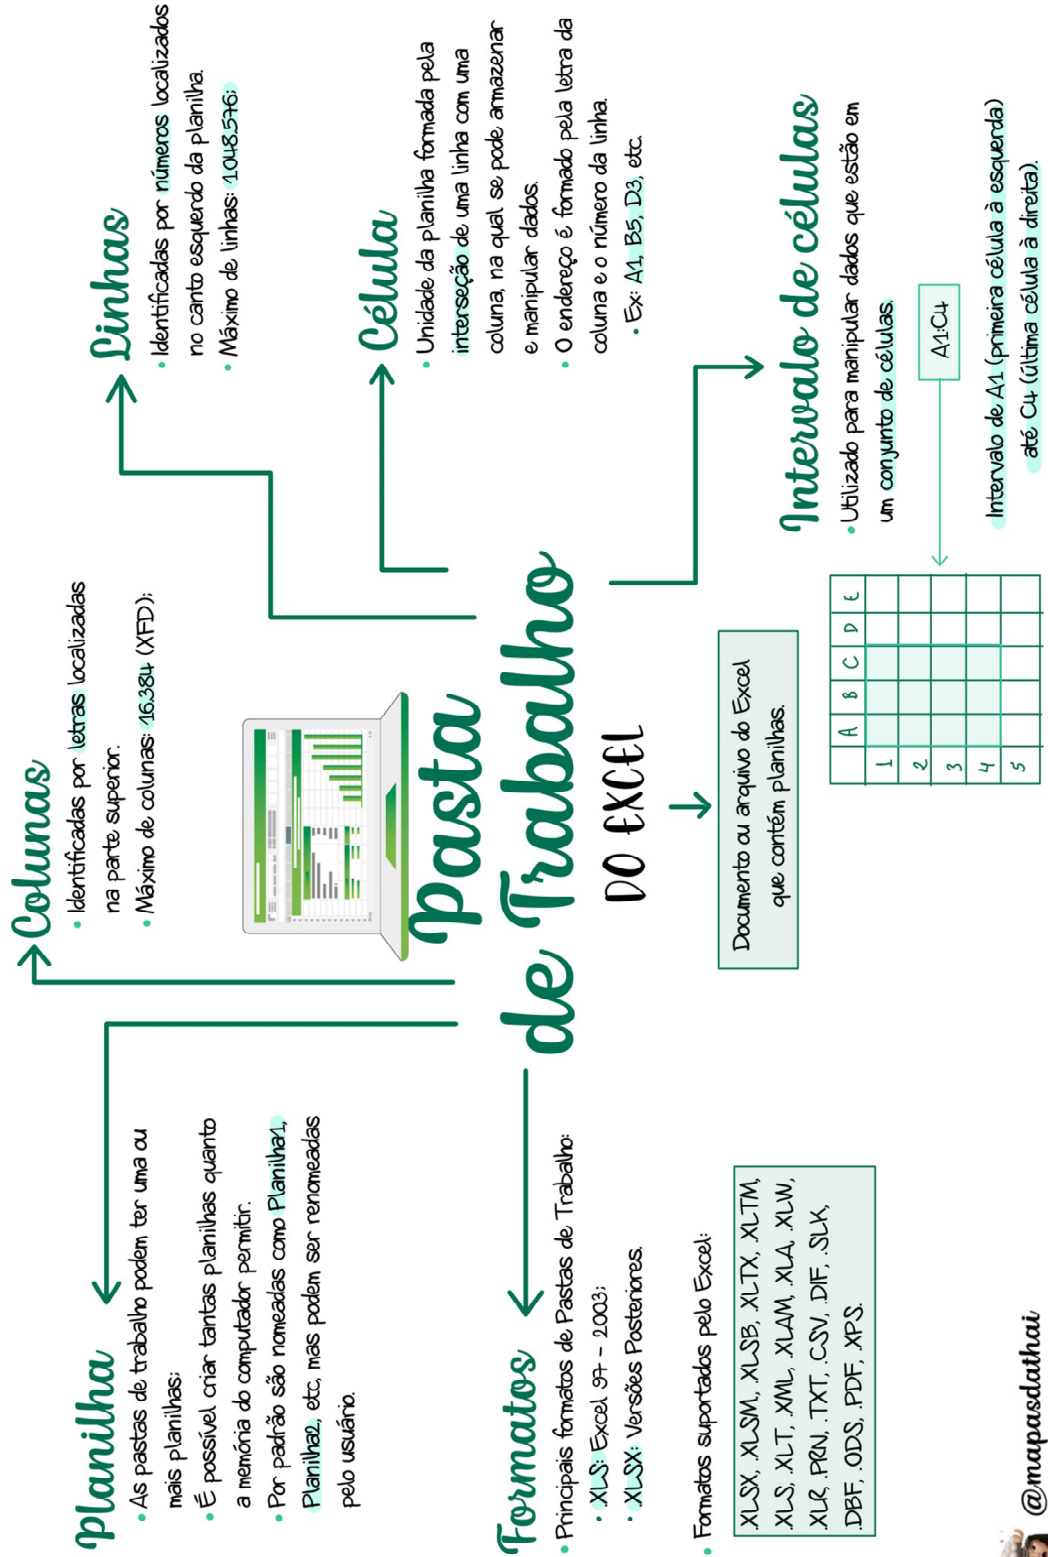 Pasta
de Trabalho
DO EXCEL
Documento ou arquivo do Excel
que contém planilhas.
Planilha
As pastas de trabalho podem ter uma ou
mais planilhas;
É possível criar tantas planilhas quanto
a memória do computador permitir.
Por padrão são nomeadas como Planilha1,
Planilha2, etc, mas podem ser renomeadas
pelo usuário.
Colunas
Identificadas por letras localizadas
na parte superior.
Máximo de colunas: 16.384 (XFD);
Linhas
Identificadas por números localizados
no canto esquerdo da planilha.
Máximo de linhas: 1.048.576;
Célula
Unidade da planilha formada pela
interseção de uma linha com uma
coluna, na qual se pode armazenar
e manipular dados.
O endereço é formado pela letra da
coluna e o número da linha.
Ex: A1, B5, D3, etc.
Formatos
Principais formatos de Pastas de Trabalho:
.XLS: Excel 97 - 2003;
.XLSX: Versões Posteriores.
Formatos suportados pelo Excel:
.XLSX, .XLSM, .XLSB, .XLTX, .XLTM,
.XLS, .XLT, .XML, .XLAM, .XLA, .XLW,
.XLR, .PRN, .TXT, .CSV, .DIF, .SLK,
.DBF, .ODS, .PDF, .XPS.
Intervalo de células
Utilizado para manipular dados que estão em
um conjunto de células.
A1:C4
A B C D E
1
2
3
4
5
Intervalo de A1 (primeira célula à esquerda)
até C4 (última célula à direita).
@mapasdathai